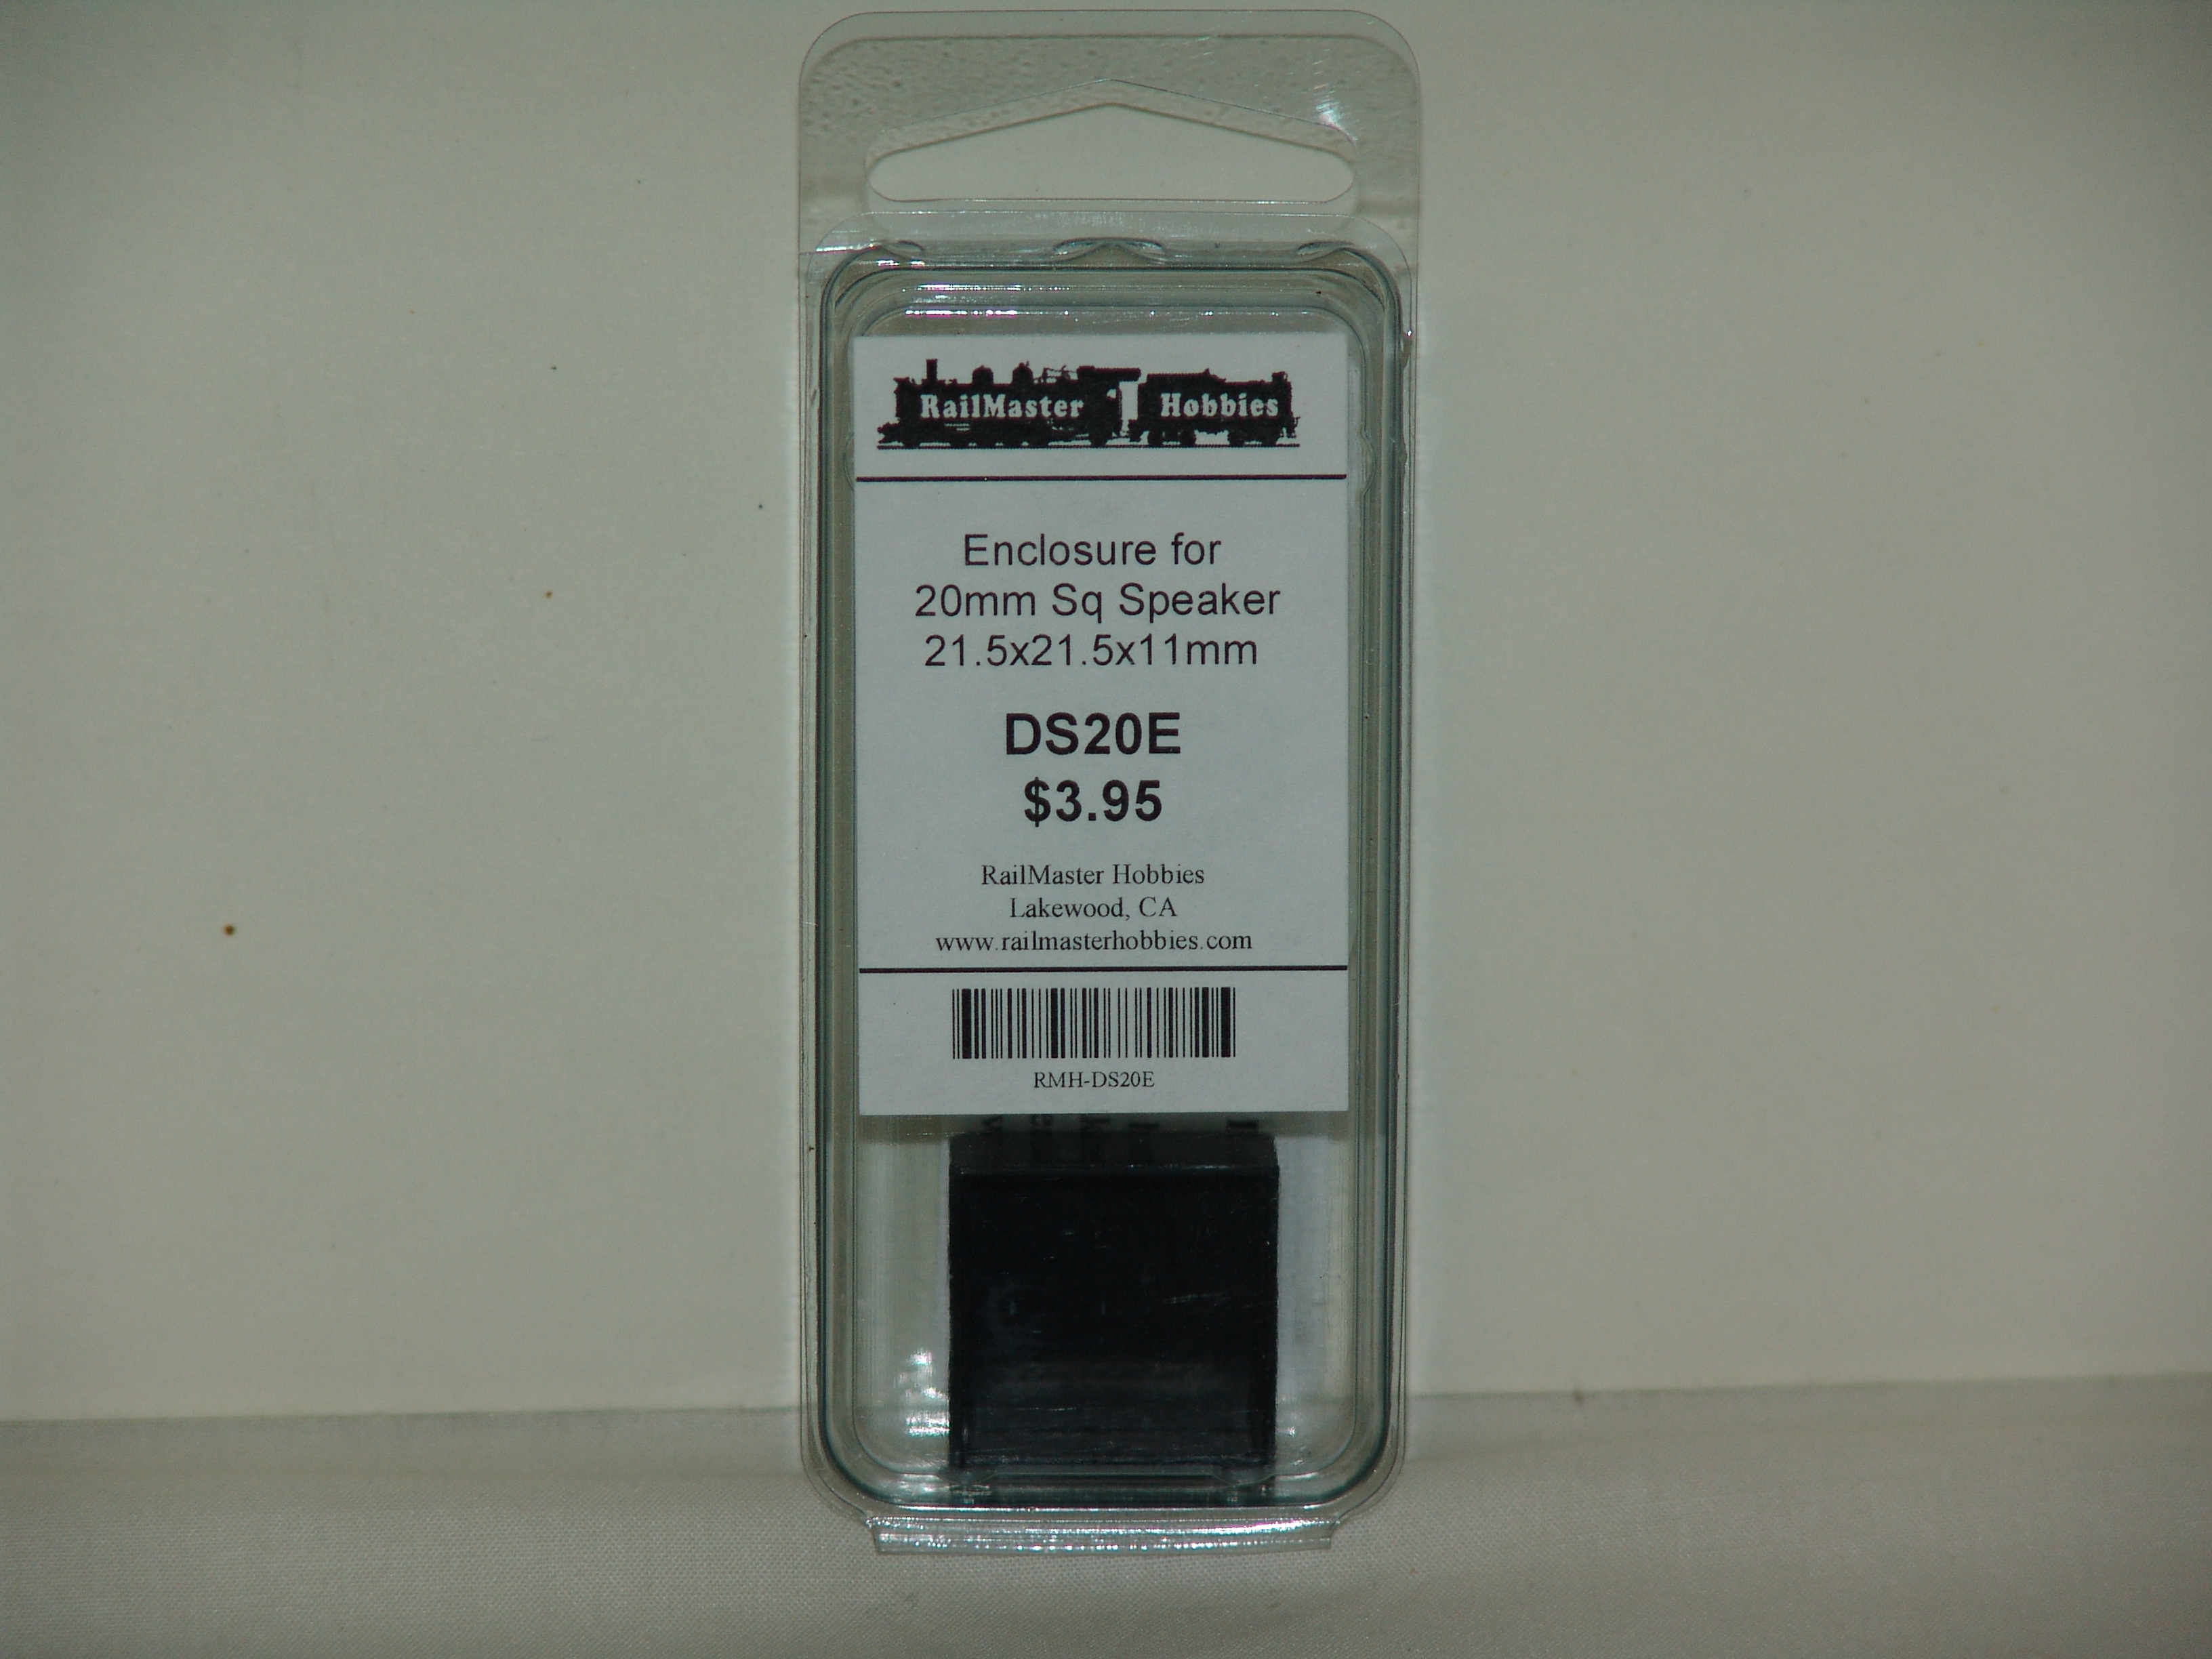 RailMaster Hobbies
Enclosure for
20mm Sq Speaker
21.5x21.5x11mm
DS20E
$3.95
RailMaster Hobbies
Lakewood, CA
www.railmasterhobbies.com
RMH-DS20E